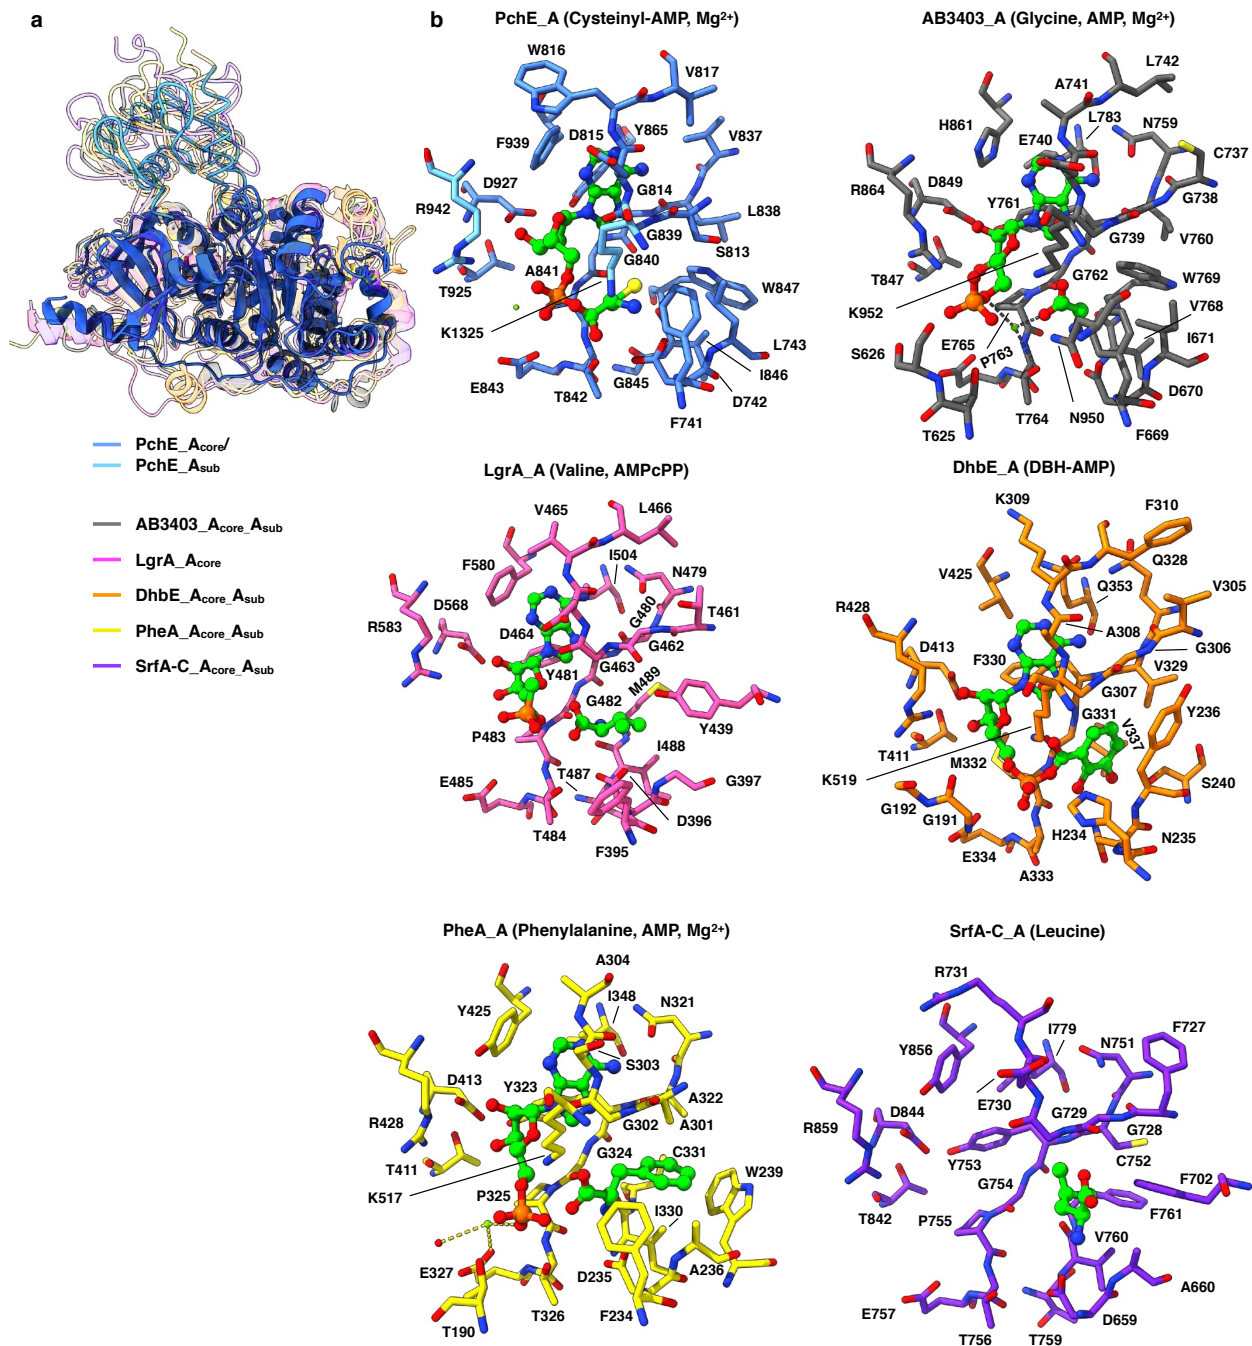 a
b
PchE_A (Cysteinyl-AMP, Mg2+)
AB3403_A (Glycine, AMP, Mg2+)
W816
V817
D815
Y865
F939
V837
D927
G814
R942
L838
G839
G840
S813
A841
T925
W847
K1325
L743
I846
E843
G845
D742
T842
F741
L742
A741
L783
H861
E740
N759
C737
R864
D849
Y761
G738
G739
V760
T847
G762
W769
K952
V768
E765
P763
I671
S626
D670
T764
N950
T625
F669
PchE_Acore/
PchE_Asub
AB3403_Acore_Asub
LgrA_Acore
DhbE_Acore_Asub
PheA_Acore_Asub
SrfA-C_Acore_Asub
LgrA_A (Valine, AMPcPP)
DhbE_A (DBH-AMP)
V465
L466
I504
F580
N479
G480
T461
D568
R583
D464
G462
G463
Y481
M489
G482
Y439
P483
I488
T487
G397
E485
D396
T484
F395
K309
F310
Q328
V425
Q353
V305
R428
A308
D413
G306
F330
V329
G307
Y236
G331
V337
T411
M332
K519
S240
G192
G191
H234
N235
E334
A333
PheA_A (Phenylalanine, AMP, Mg2+)
SrfA-C_A (Leucine)
A304
I348
Y425
N321
S303
D413
Y323
A322
R428
G302
A301
T411
G324
C331
K517
W239
P325
I330
E327
D235
A236
T326
F234
T190
R731
F727
I779
N751
Y856
E730
G729
D844
R859
G728
Y753
C752
G754
F702
T842
F761
P755
V760
A660
E757
D659
T756
T759